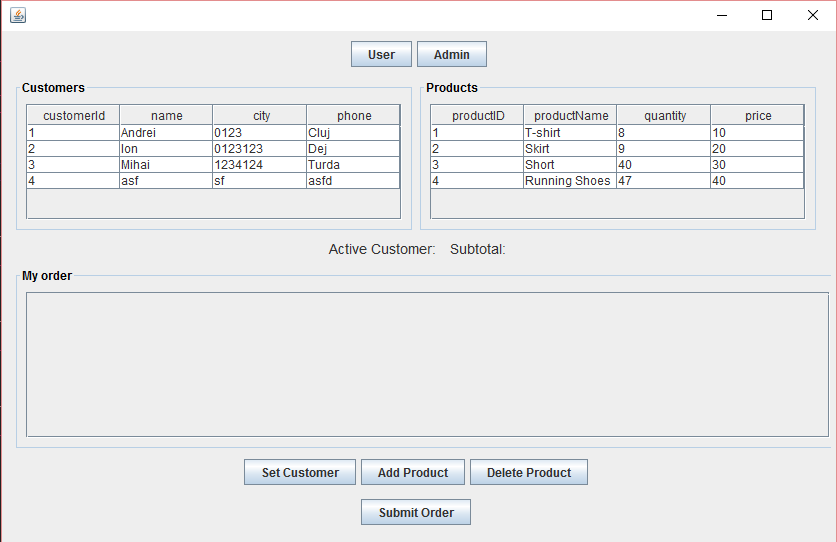 User Admin
Customers Products
customerId name city phone productID productName quantity price
1 Andrei 0123 Cluj 1 T-shirt 8 10
2 Ion 0123123 Dej 2 Skirt 9 20
3 Mihai 1234124 Turda 3 Short 40 30
4 asf sf asfd 4 Running Shoes 47 40
Active Customer: Subtotal:
My order
Set Customer Add Product Delete Product
Submit Order